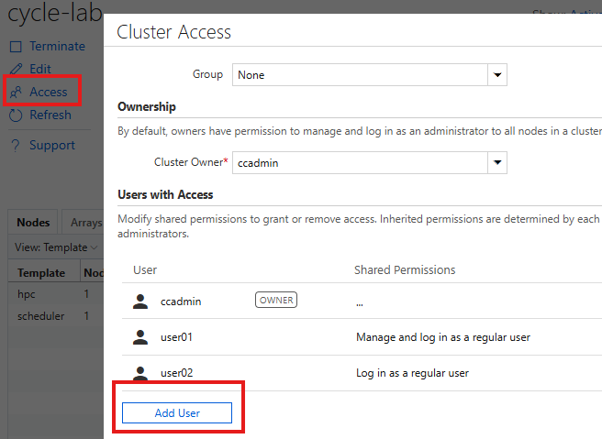 cycle-lab
Show Activ
Terminate
Edit
Access
Refresh
? Support
Nodes Arrays
View: Template
Template Nod
hpc 1
scheduler 1
Cluster Access
Group None
Ownership
By default, owners have permission to manage and log in as an administrator to all nodes in a cluster
Cluster Owner* ccadmin
Users with Access
Modify shared permissions to grant or remove access. Inherited permissions are determined by each
administrators.
User Shared Permissions
ccadmin OWNER ...
user01 Manage and log in as a regular user
user02 Log in as a regular user
Add User